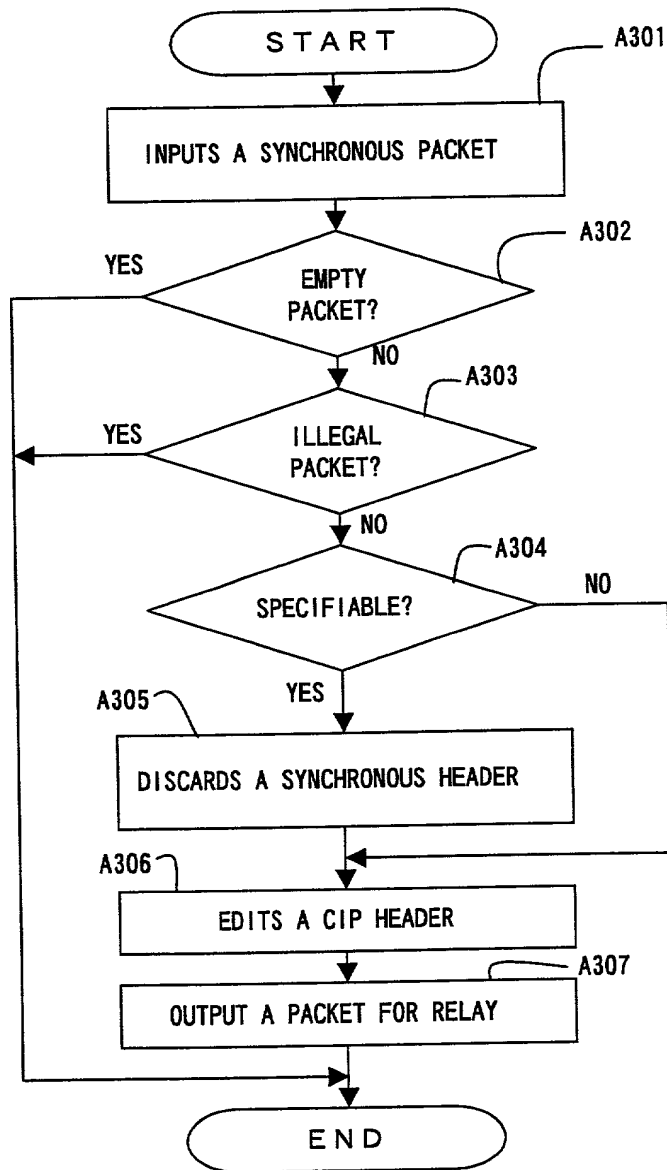 START
A301
INPUTS A SYNCHRONOUS PACKET
A302
YES
EMPTY
PACKET?
NO
A303
YES
ILLEGAL
PACKET?
NO
A304
SPECIFIABLE?
NO
YES
A305
DISCARDS A SYNCHRONOUS HEADER
A306
EDITS A CIP HEADER
A307
OUTPUT A PACKET FOR RELAY
END